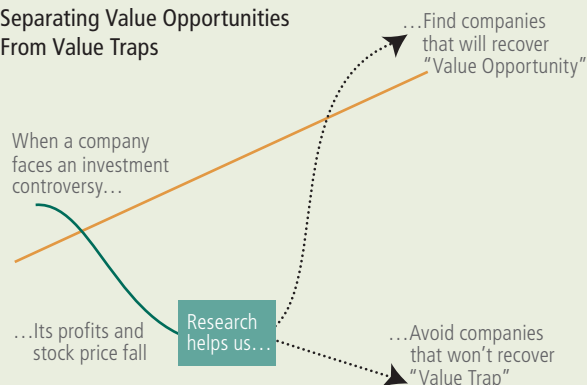 Separating Value Opportunities
From Value Traps
…Find companies
that will recover
“Value Opportunity”
When a company
faces an investment
controversy…
…Its profits and
stock price fall
Research
helps us…
…Avoid companies
that won’t recover
“Value Trap”